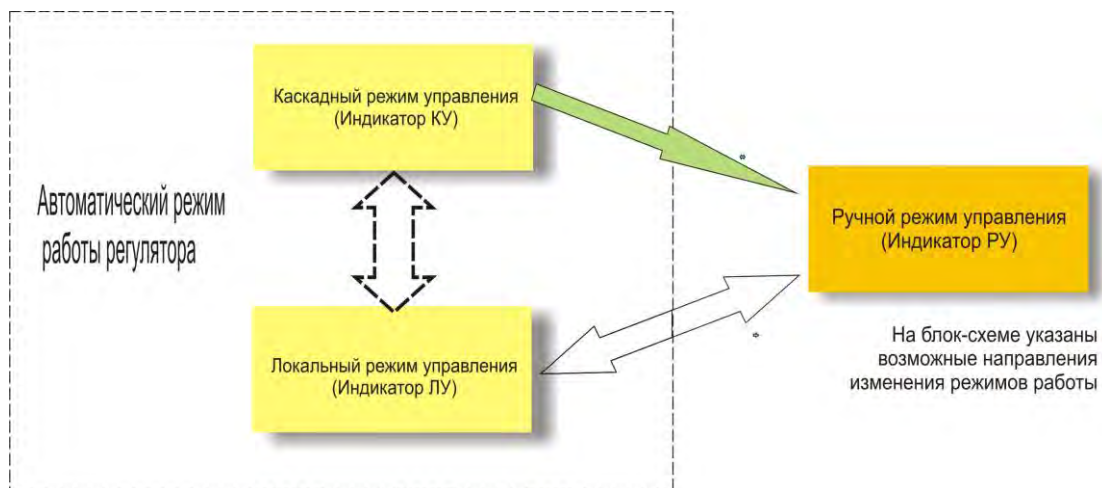 Каскадный режим управления
(Индикатор КУ)
Автоматический режим
работы регулятора
Ручной режим управления
(Индикатор РУ)
Локальный режим управления
(Индикатор ЛУ)
На блок-схеме указаны
возможные направления
изменения режимов работы